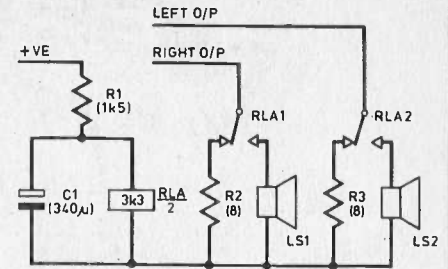 LEFT O/P
RIGHT O/P
+VE
R1
(1k5)
RLA1
RLA2
C1
(340µ)
3k3
RLA
2
R2
(8)
LS1
R3
(8)
LS2